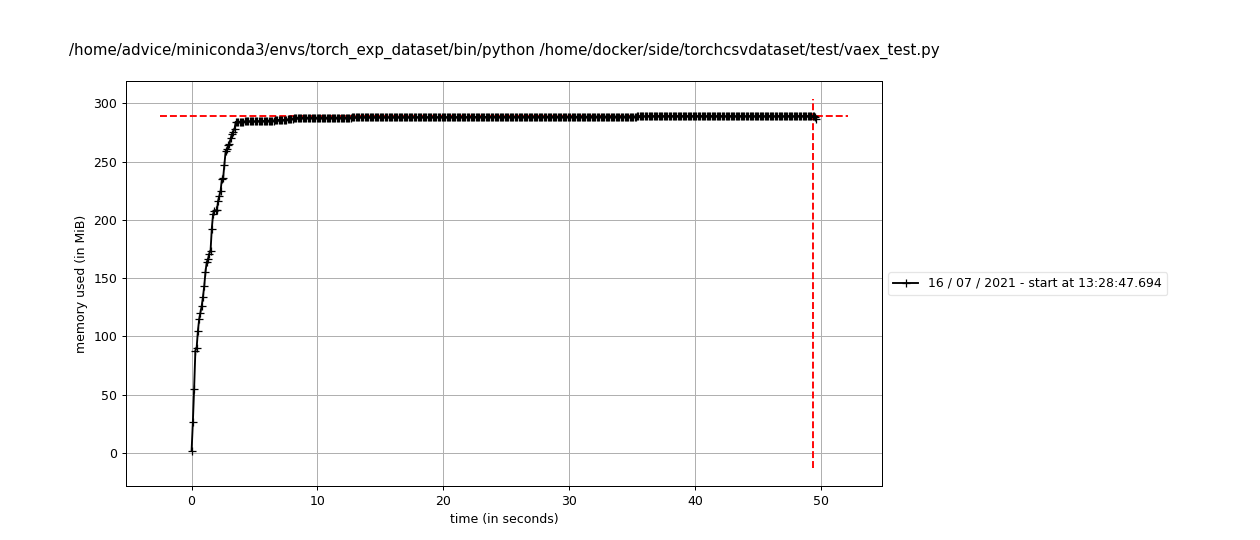 /home/advice/miniconda3/envs/torch_exp_dataset/bin/python /home/docker/side/torchcsvdataset/test/vaex_test.py
300
250
200
150
100
50
0
memory used (in MiB)
0 10 20 30 40 50
time (in seconds)
16 / 07 / 2021 - start at 13:28:47.694